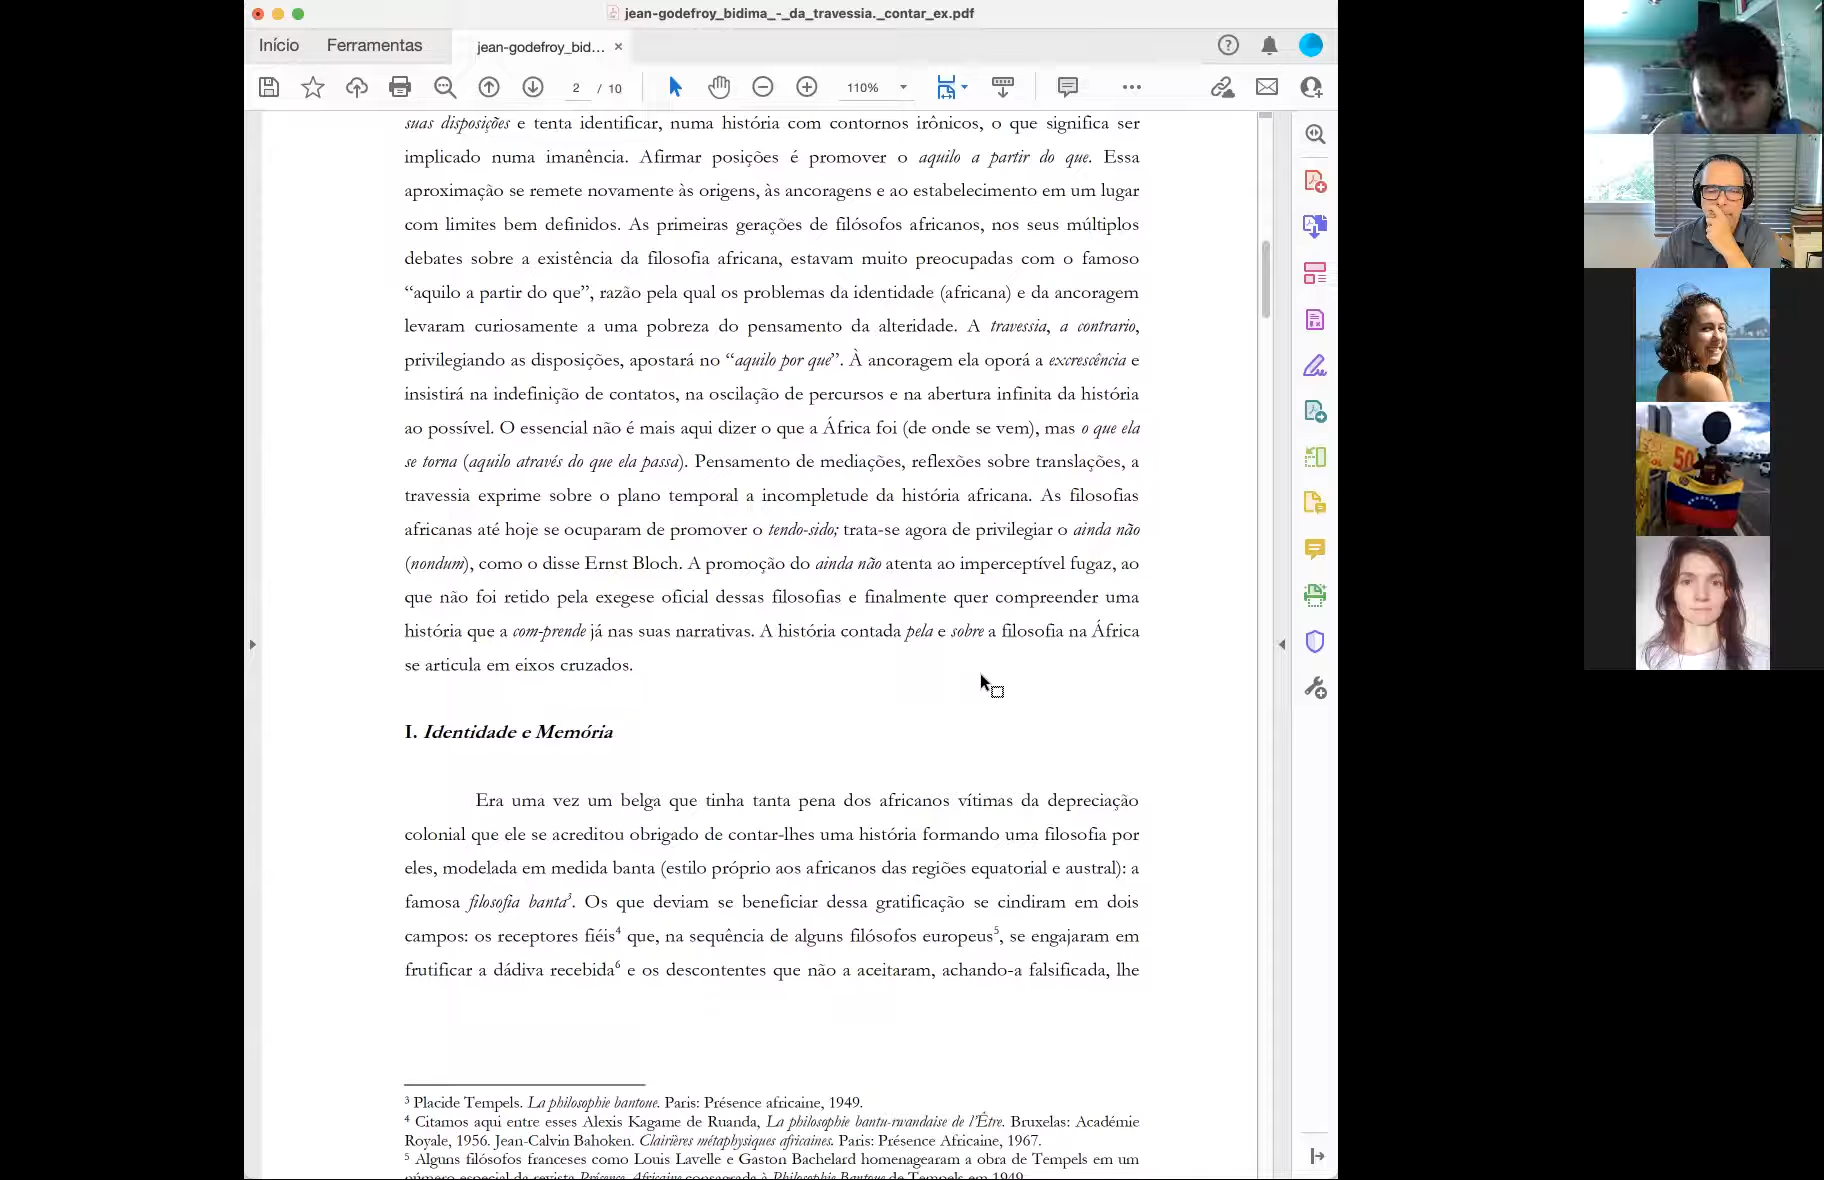 jean-godefroy_bidima_-_da_travessia._contar_ex.pdf
Início
Ferramentas
jean-godefroy_bid...
2 / 10
110%
suas disposições e tenta identificar, numa história com contornos irônicos, o que significa ser
implicado numa imanência. Afirmar posições é promover o aquilo a partir do que. Essa
aproximação se remete novamente às origens, às ancoragens e ao estabelecimento em um lugar
com limites bem definidos. As primeiras gerações de filósofos africanos, nos seus múltiplos
debates sobre a existência da filosofia africana, estavam muito preocupadas com o famoso
“aquilo a partir do que”, razão pela qual os problemas da identidade (africana) e da ancoragem
levaram curiosamente a uma pobreza do pensamento da alteridade. A travessia, a contrario,
privilegiando as disposições, apostará no “aquilo por que”. À ancoragem ela oporá a excrescência e
insistirá na indefinição de contatos, na oscilação de percursos e na abertura infinita da história
ao possível. O essencial não é mais aqui dizer o que a África foi (de onde se vem), mas o que ela
se torna (aquilo através do que ela passa). Pensamento de mediações, reflexões sobre translações, a
travessia exprime sobre o plano temporal a incompletude da história africana. As filosofias
africanas até hoje se ocuparam de promover o tendo-sido; trata-se agora de privilegiar o ainda não
(nondum), como o disse Ernst Bloch. A promoção do ainda não atenta ao imperceptível fugaz, ao
que não foi retido pela exegese oficial dessas filosofias e finalmente quer compreender uma
história que a com-prende já nas suas narrativas. A história contada pela e sobre a filosofia na África
se articula em eixos cruzados.
I. Identidade e Memória
Era uma vez um belga que tinha tanta pena dos africanos vítimas da depreciação
colonial que ele se acreditou obrigado de contar-lhes uma história formando uma filosofia por
eles, modelada em medida banta (estilo próprio aos africanos das regiões equatorial e austral): a
famosa filosofia banta³. Os que deviam se beneficiar dessa gratificação se cindiram em dois
campos: os receptores fiéis⁴ que, na sequência de alguns filósofos europeus⁵, se engajaram em
frutificar a dádiva recebida⁶ e os descontentes que não a aceitaram, achando-a falsificada, lhe
³ Placide Tempels. La philosophie bantoue. Paris: Présence africaine, 1949.
⁴ Citamos aqui entre esses Alexis Kagame de Ruanda, La philosophie bantu-rwandaise de l’Être. Bruxelas: Académie
Royale, 1956. Jean-Calvin Bahoken. Clairières métaphysiques africaines. Paris: Présence Africaine, 1967.
⁵ Alguns filósofos franceses como Louis Lavelle e Gaston Bachelard homenagearam a obra de Tempels em um
número especial da revista Présence Africaine consagrada à Philosophie Bantoue de Tempels em 1949.
50